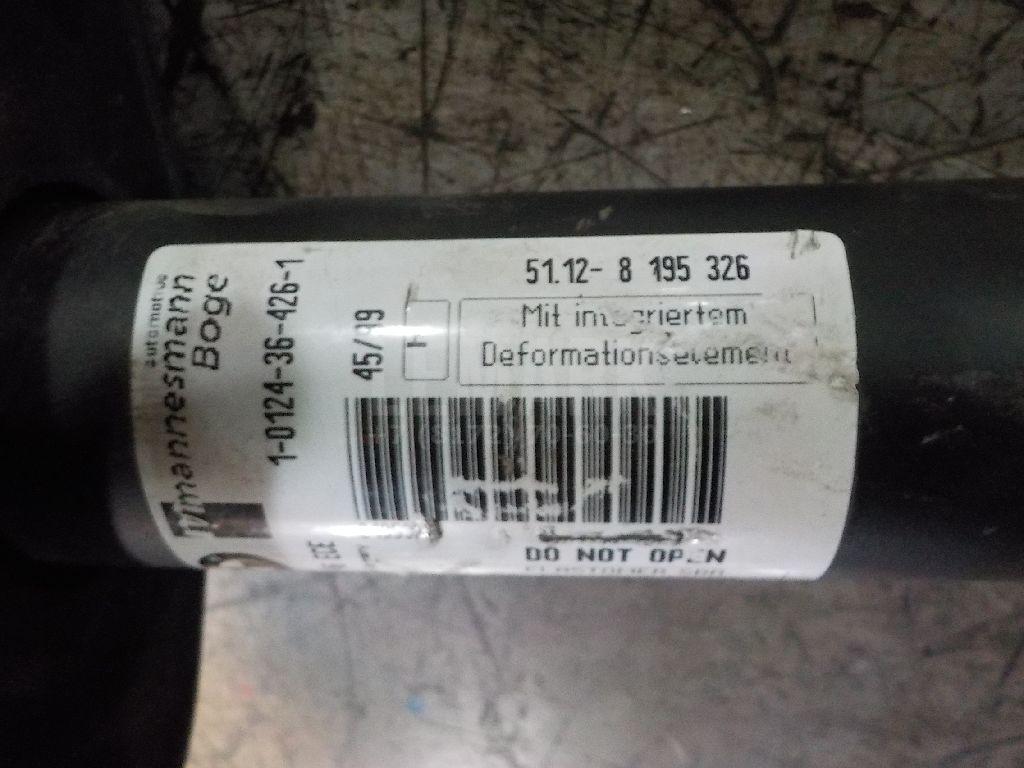 automotive
Mannesmann
Boge
1-0124-36-426-1
45/99
51.12- 8 195 326
Mit integriertem
Deformationselement
DO NOT OPEN